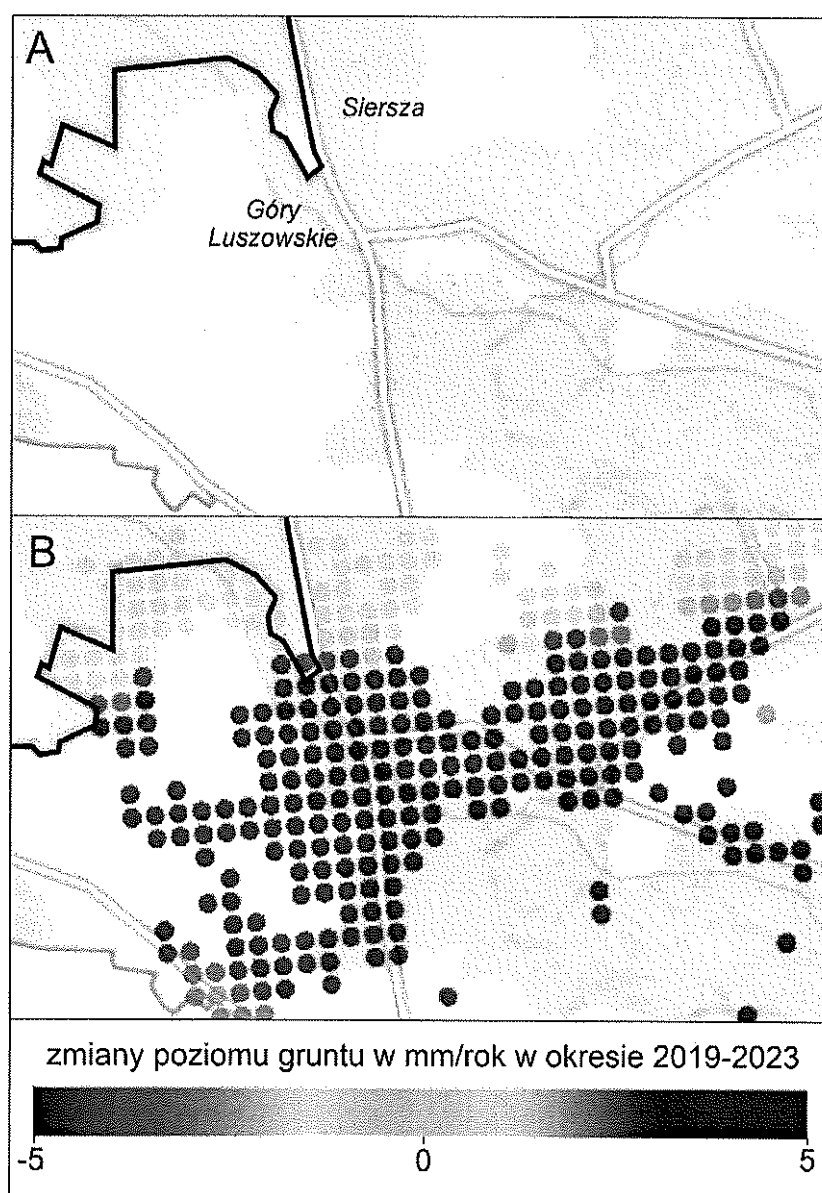 A
Siersza
Góry
Luszowskie
B
zmiany poziomu gruntu w mm/rok w okresie 2019-2023
-5 0 5